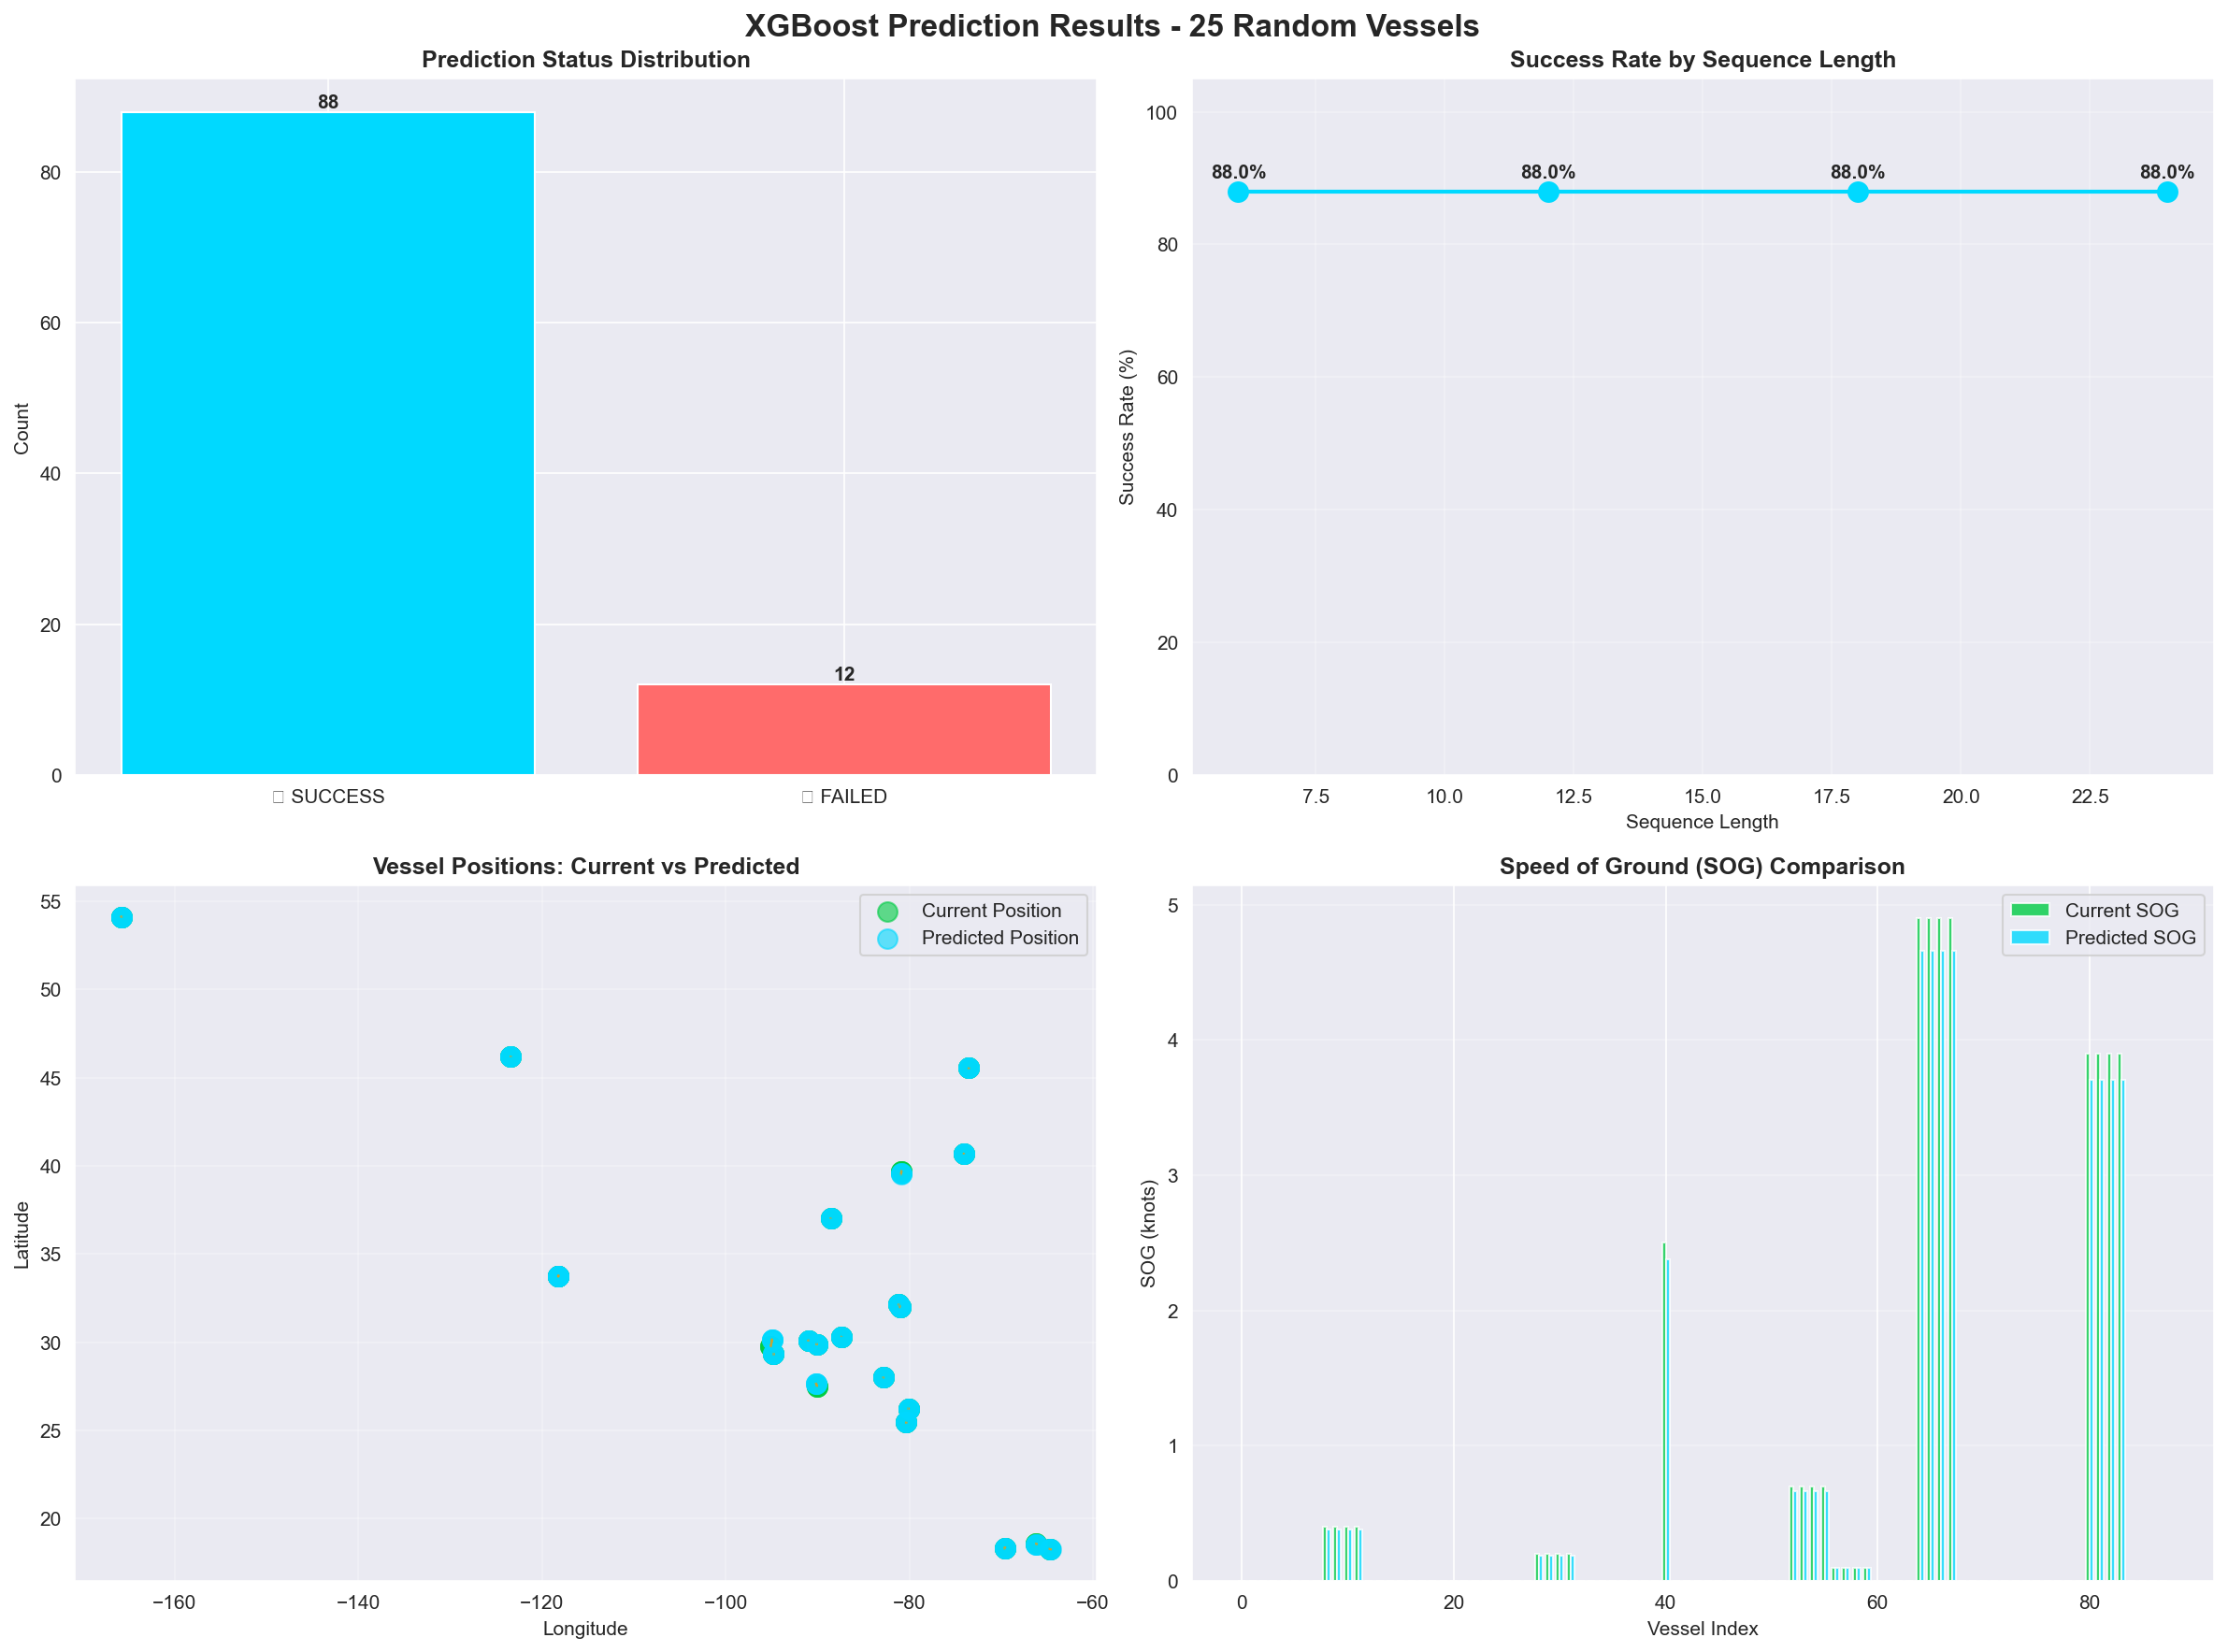 XGBoost Prediction Results - 25 Random Vessels
Prediction Status Distribution
88
12
80
60
40
20
0
Count
SUCCESS
FAILED
Success Rate by Sequence Length
88.0%
88.0%
88.0%
88.0%
100
80
60
40
20
0
Success Rate (%)
7.5
10.0
12.5
15.0
17.5
20.0
22.5
Sequence Length
Vessel Positions: Current vs Predicted
Current Position
Predicted Position
55
50
45
40
35
30
25
20
Latitude
−160
−140
−120
−100
−80
−60
Longitude
Speed of Ground (SOG) Comparison
Current SOG
Predicted SOG
5
4
3
2
1
0
SOG (knots)
0
20
40
60
80
Vessel Index